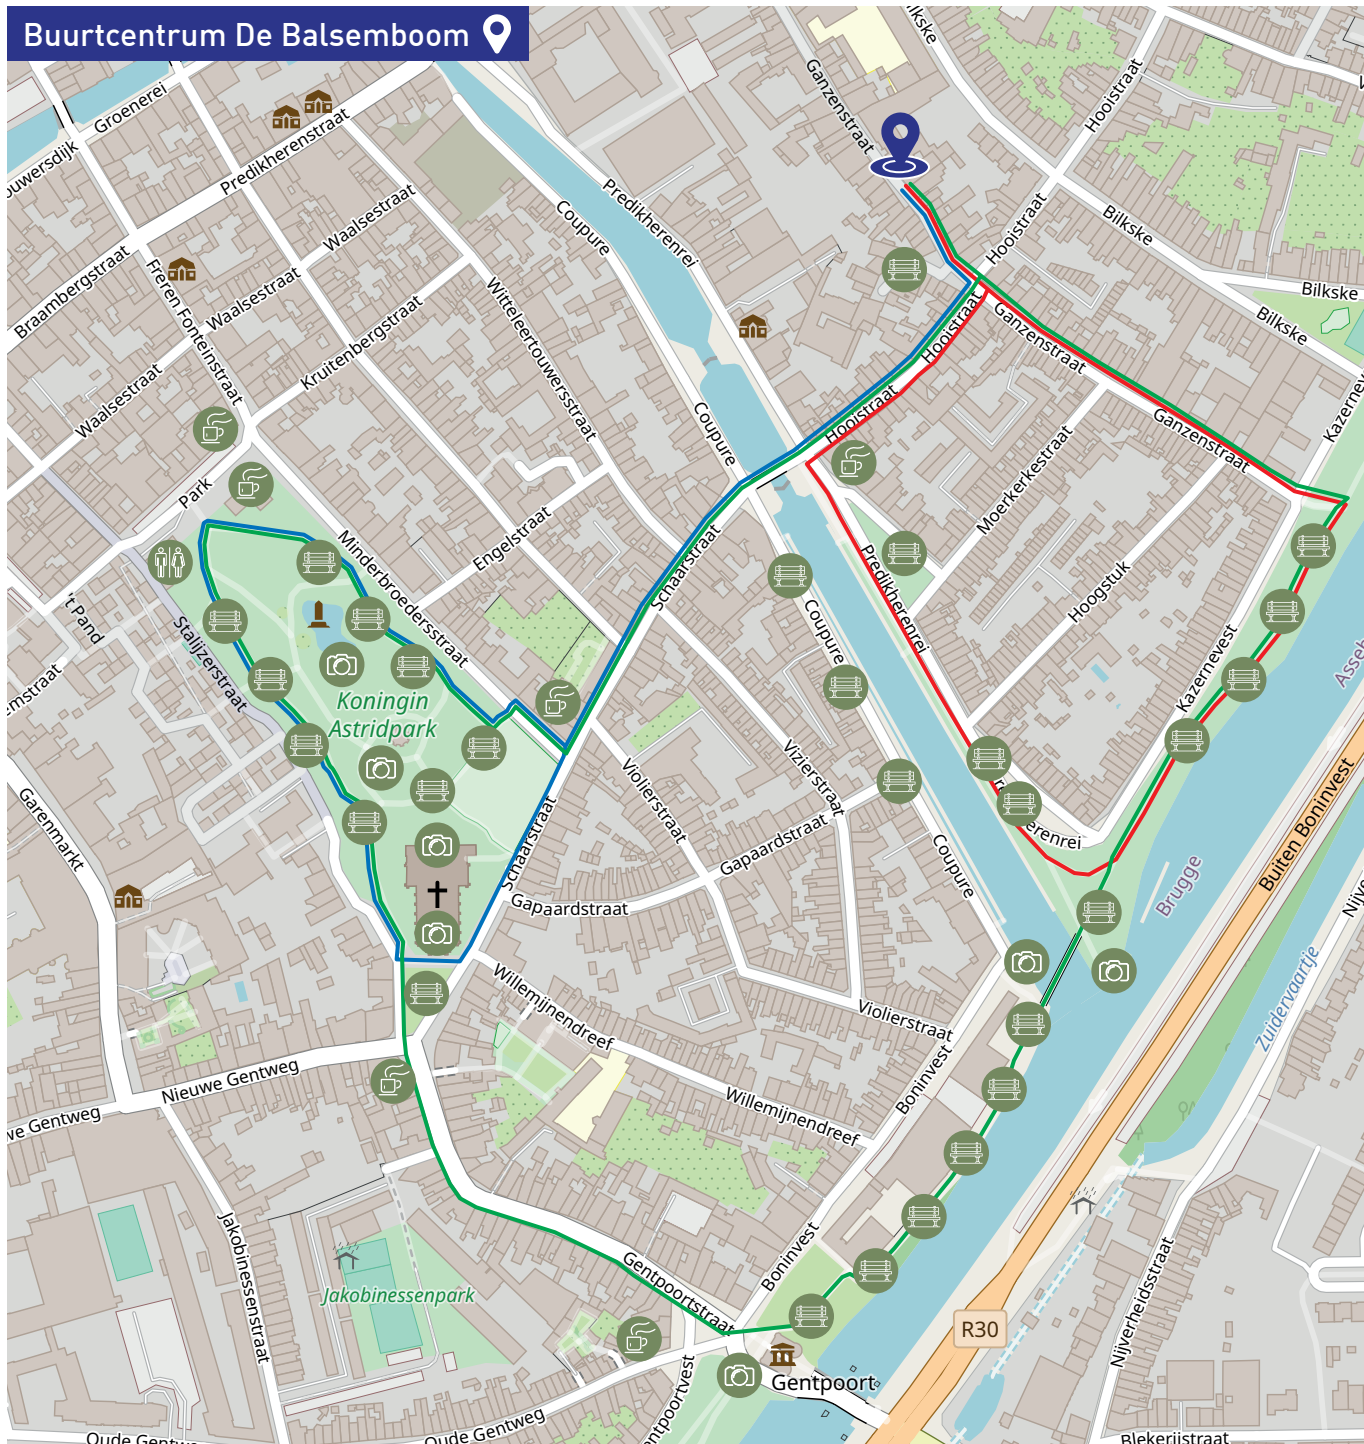 Buurtcentrum De Balsemboom
Bilkske
Groenerei
Ganzenstraat
Hooistraat
Predikherenstraat
Waalsestraat
Coupure
Predikherenrei
Bilkske
Hooistraat
Braambergstraat
Freren Fonteinstraat
Waalsestraat
Kruitenbergstraat
Witteleertouwersstraat
Bilkske
Bilkske
Ganzenstraat
Hooistraat
Waalsestraat
Coupure
Hooistraat
Ganzenstraat
Park
Moerkerkestraat
Engelstraat
Minderbroedersstraat
Schaarstraat
Predikherenrei
Hoogstuk
't Pand
Stalijzerstraat
Coupure
Kazernevest
Koningin
Astridpark
Violierstraat
Vizierstraat
Garenmarkt
Schaarstraat
Gapaardstraat
Coupure
Buiten Boninvest
Brugge
Gapaardstraat
Willemijnendreef
Violierstraat
Zuidervaartje
Nieuwe Gentweg
Boninvest
Willemijnendreef
Jakobinessenstraat
Boninvest
Gentpoortstraat
Jakobinessenpark
R30
Nijverheidsstraat
Gentpoort
Oude Gentweg
Blekerijstraat